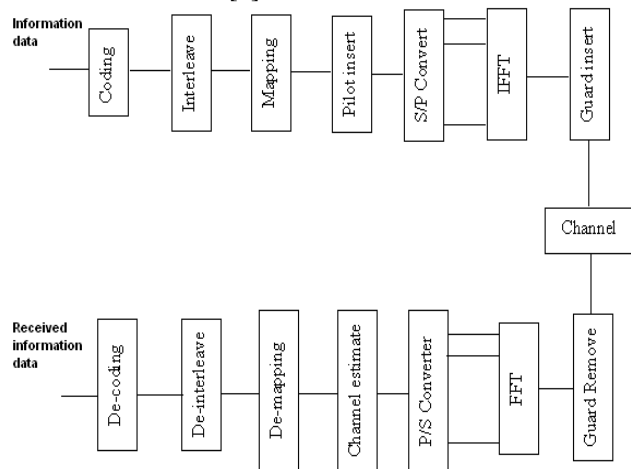 Information
data
Coding
Interleave
Mapping
Pilot insert
S/P Convert
IFFT
Guard insert
Channel
Received
information
data
De-coding
De-interleave
De-mapping
Channel estimate
P/S Converter
FFT
Guard Remove